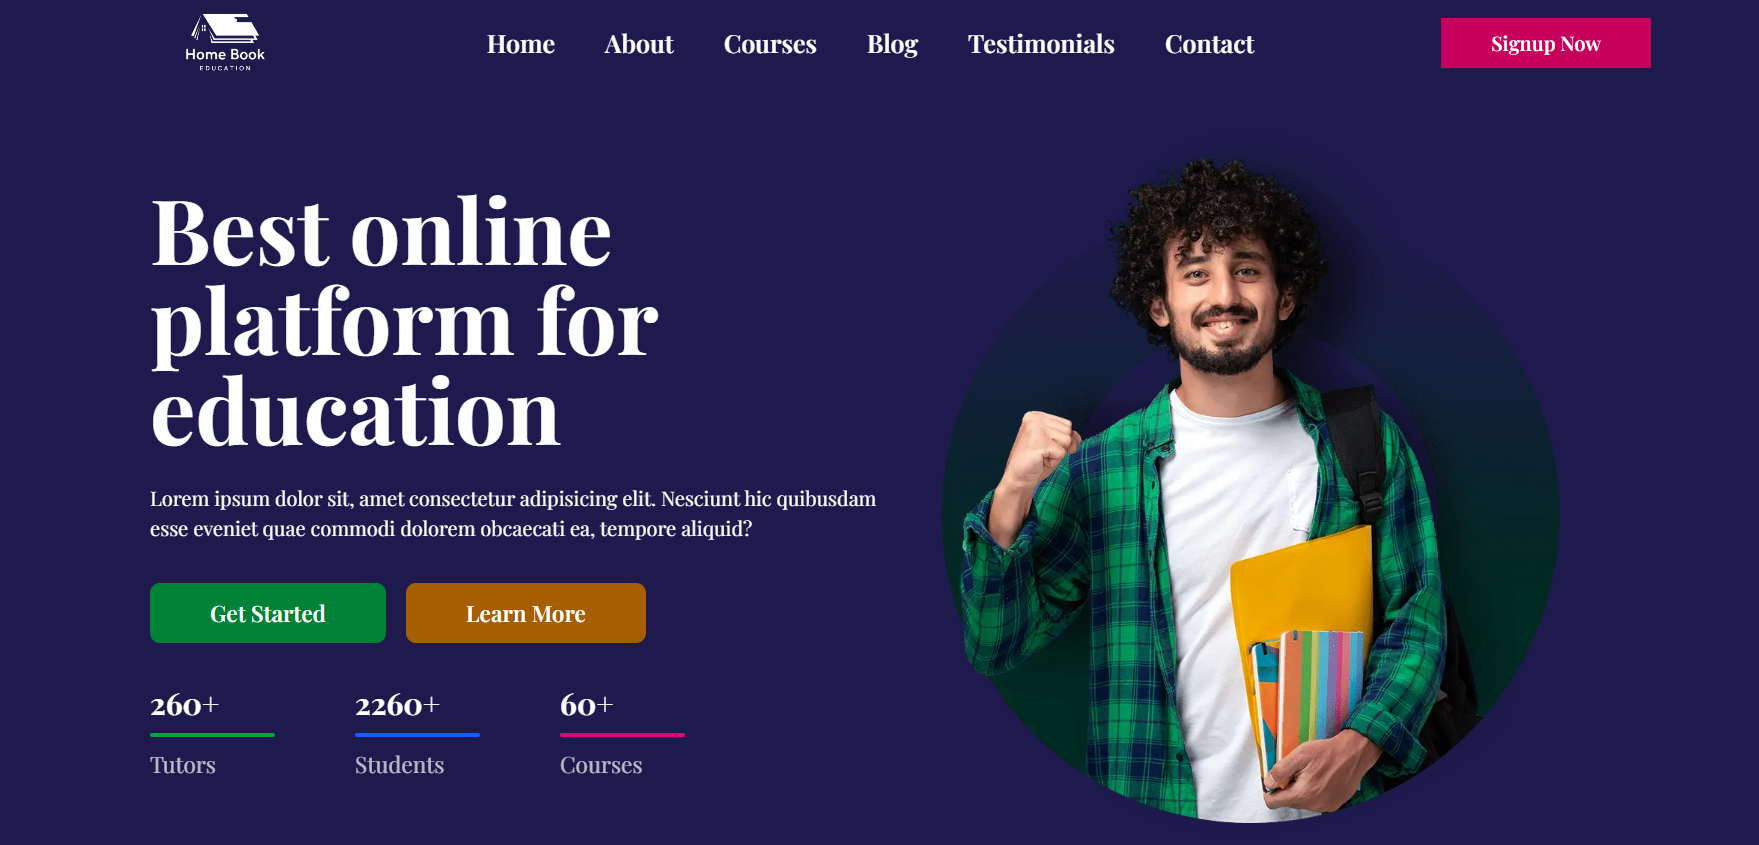 Home Book
EDUCATION
Home About Courses Blog Testimonials Contact
Signup Now
Best online
platform for
education
Lorem ipsum dolor sit, amet consectetur adipisicing elit. Nesciunt hic quibusdam
esse eveniet quae commodi dolorem obcaecati ea, tempore aliquid?
Get Started
Learn More
260+
Tutors
2260+
Students
60+
Courses